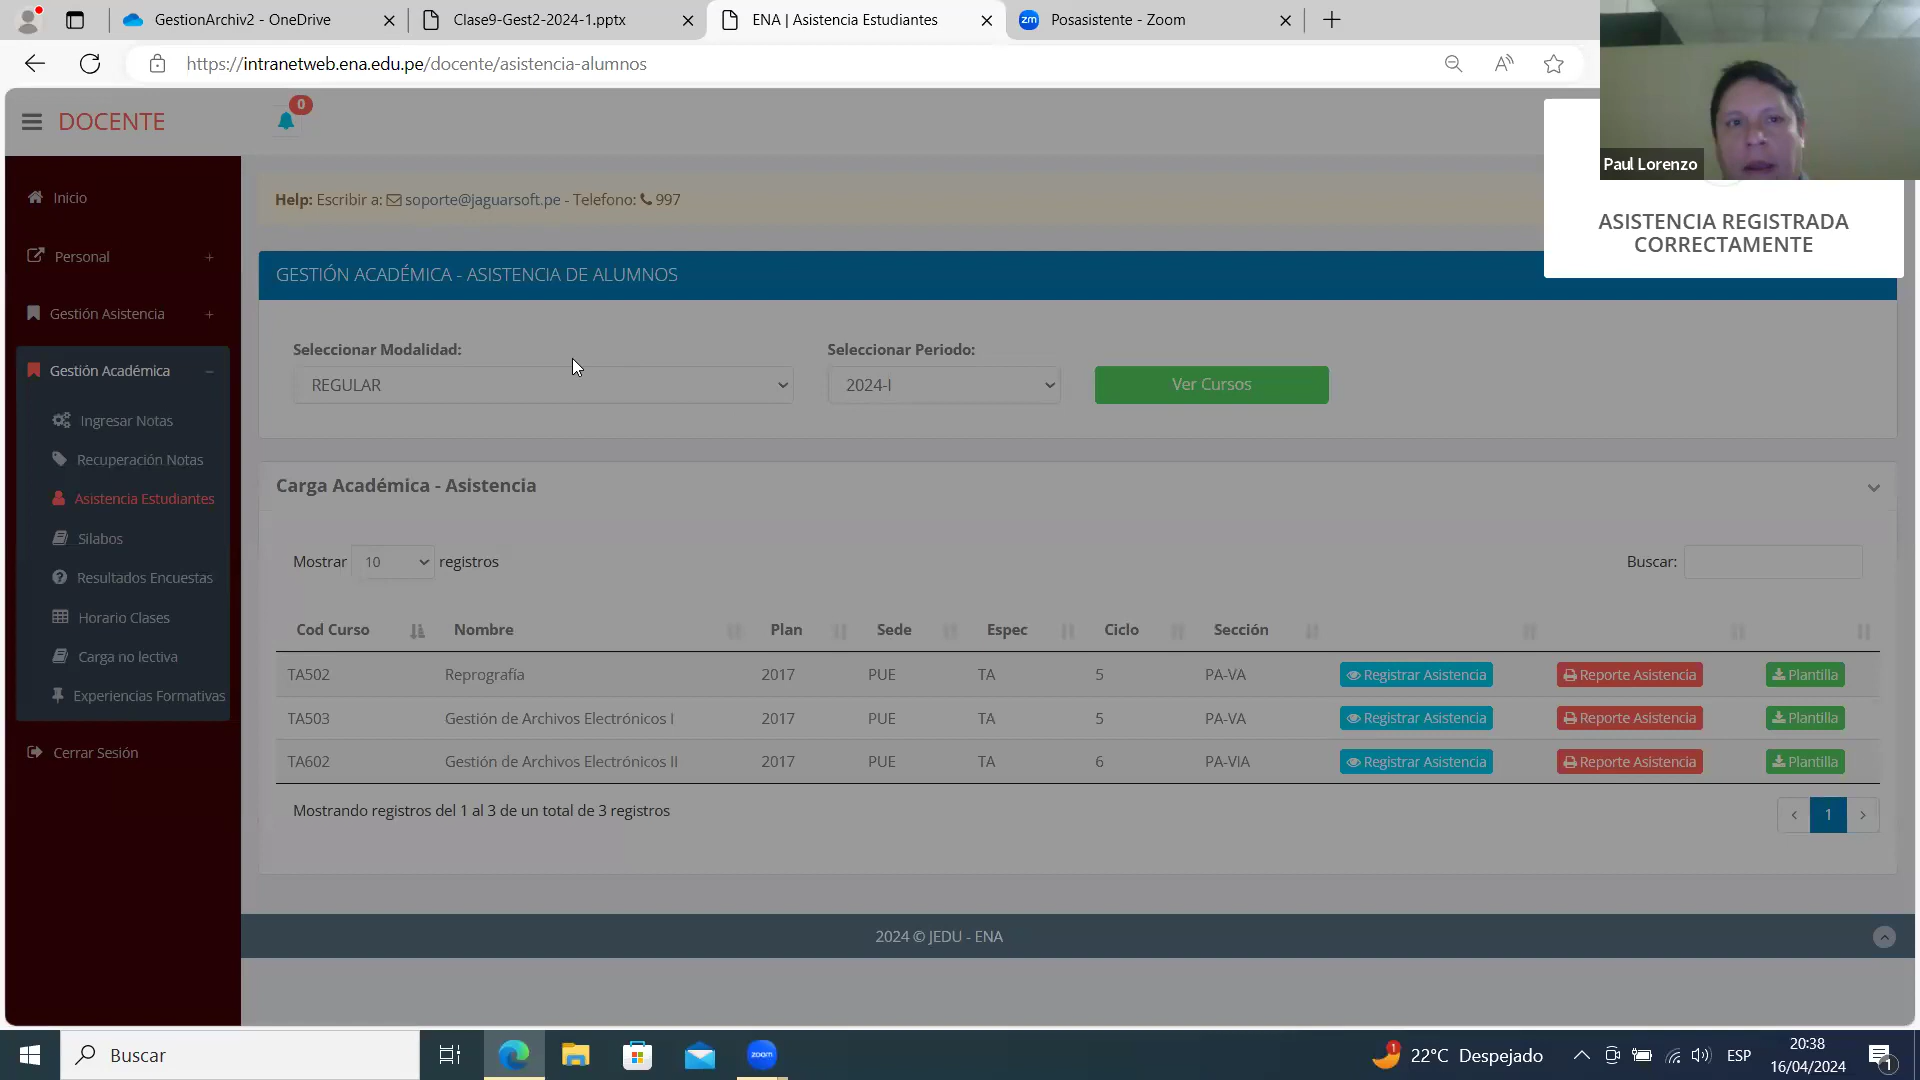 GestionArchiv2 - OneDrive
Clase9-Gest2-2024-1.pptx
ENA | Asistencia Estudiantes
zm
Posasistente - Zoom
https://intranetweb.ena.edu.pe/docente/asistencia-alumnos
Paul Lorenzo
DOCENTE
0
ASISTENCIA REGISTRADA
CORRECTAMENTE
Inicio
Personal
Gestión Asistencia
Gestión Académica
Ingresar Notas
Recuperación Notas
Asistencia Estudiantes
Silabos
Resultados Encuestas
Horario Clases
Carga no lectiva
Experiencias Formativas
Cerrar Sesión
Help: Escribir a: soporte@jaguarsoft.pe - Telefono: 997
GESTIÓN ACADÉMICA - ASISTENCIA DE ALUMNOS
Seleccionar Modalidad: Seleccionar Periodo:
REGULAR 2024-I Ver Cursos
Carga Académica - Asistencia
Mostrar 10 registros Buscar:
Cod Curso Nombre Plan Sede Espec Ciclo Sección
TA502 Reprografía 2017 PUE TA 5 PA-VA Registrar Asistencia Reporte Asistencia Plantilla
TA503 Gestión de Archivos Electrónicos I 2017 PUE TA 5 PA-VA Registrar Asistencia Reporte Asistencia Plantilla
TA602 Gestión de Archivos Electrónicos II 2017 PUE TA 6 PA-VIA Registrar Asistencia Reporte Asistencia Plantilla
Mostrando registros del 1 al 3 de un total de 3 registros
1
2024 © JEDU - ENA
Buscar
zoom
1
22°C Despejado
ESP
20:38
16/04/2024
1